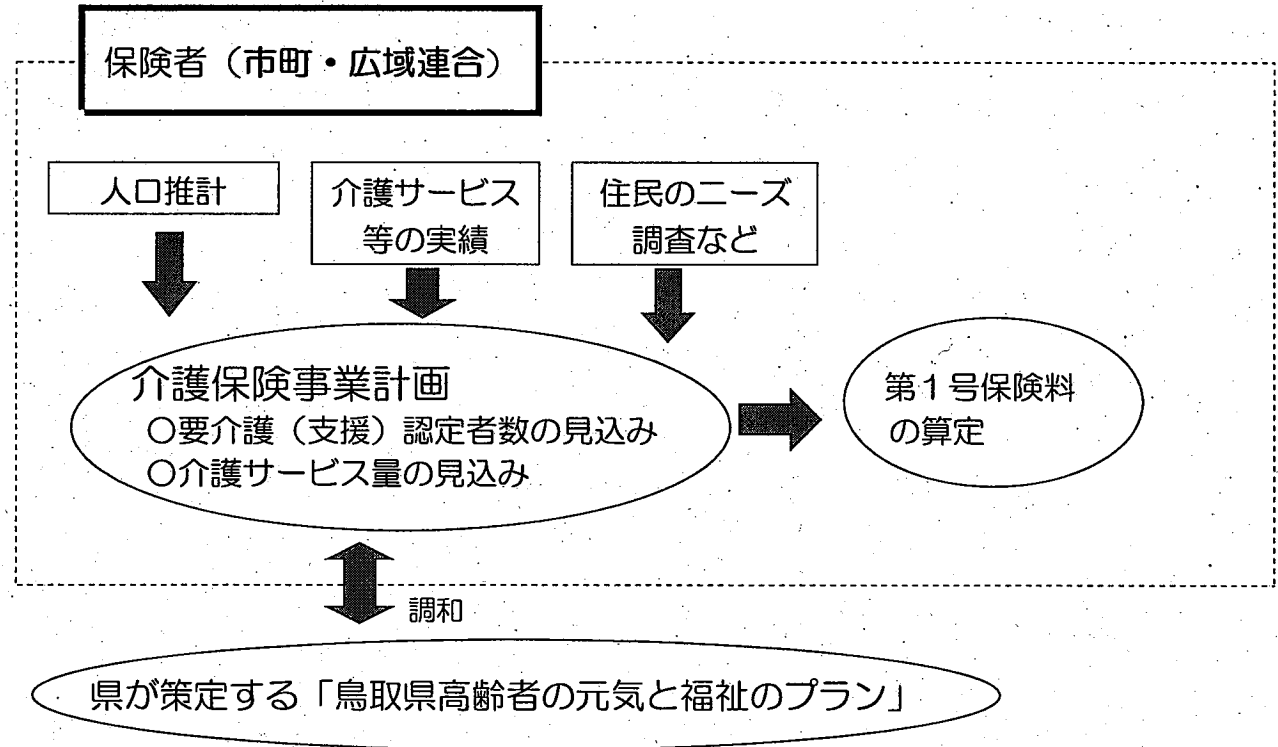 保険者（市町・広域連合）
人口推計
介護サービス
等の実績
住民のニーズ
調査など
介護保険事業計画
○要介護（支援）認定者数の見込み
○介護サービス量の見込み
第１号保険料
の算定
調和
県が策定する「鳥取県高齢者の元気と福祉のプラン」